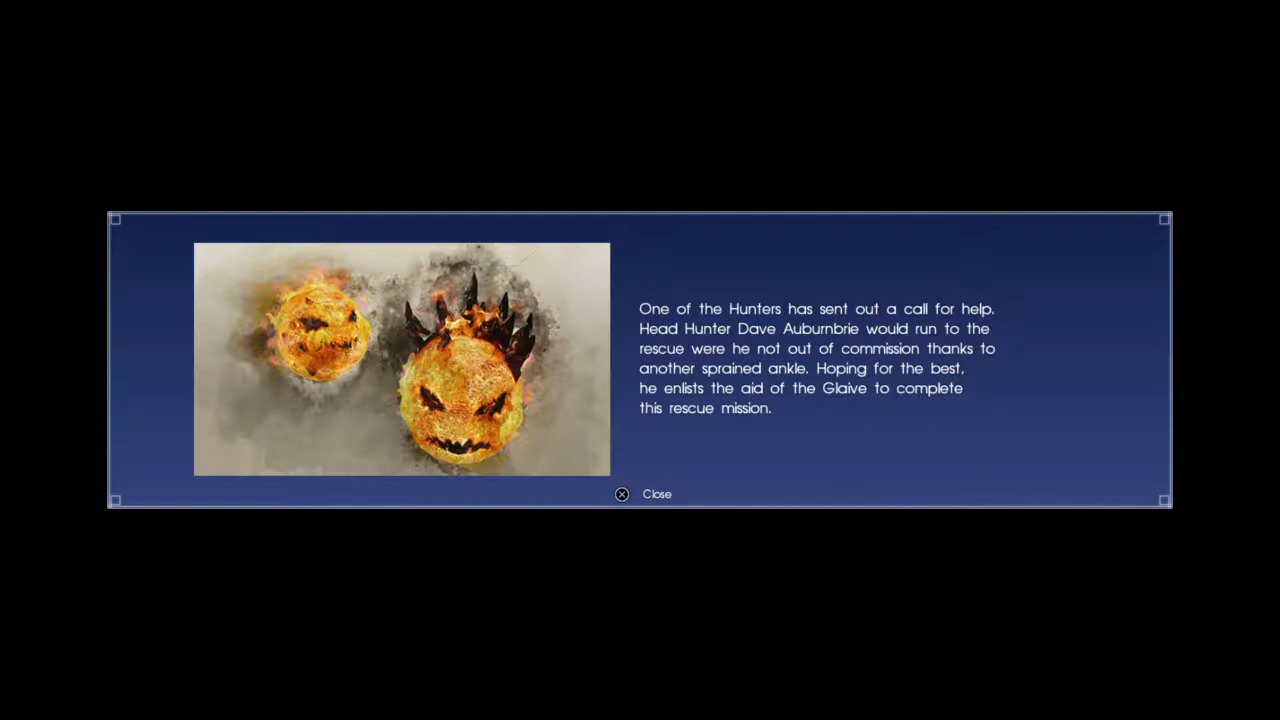 One of the Hunters has sent out a call for help.
Head Hunter Dave Auburnbrie would run to the
rescue were he not out of commission thanks to
another sprained ankle. Hoping for the best,
he enlists the aid of the Glaive to complete
this rescue mission.
Close